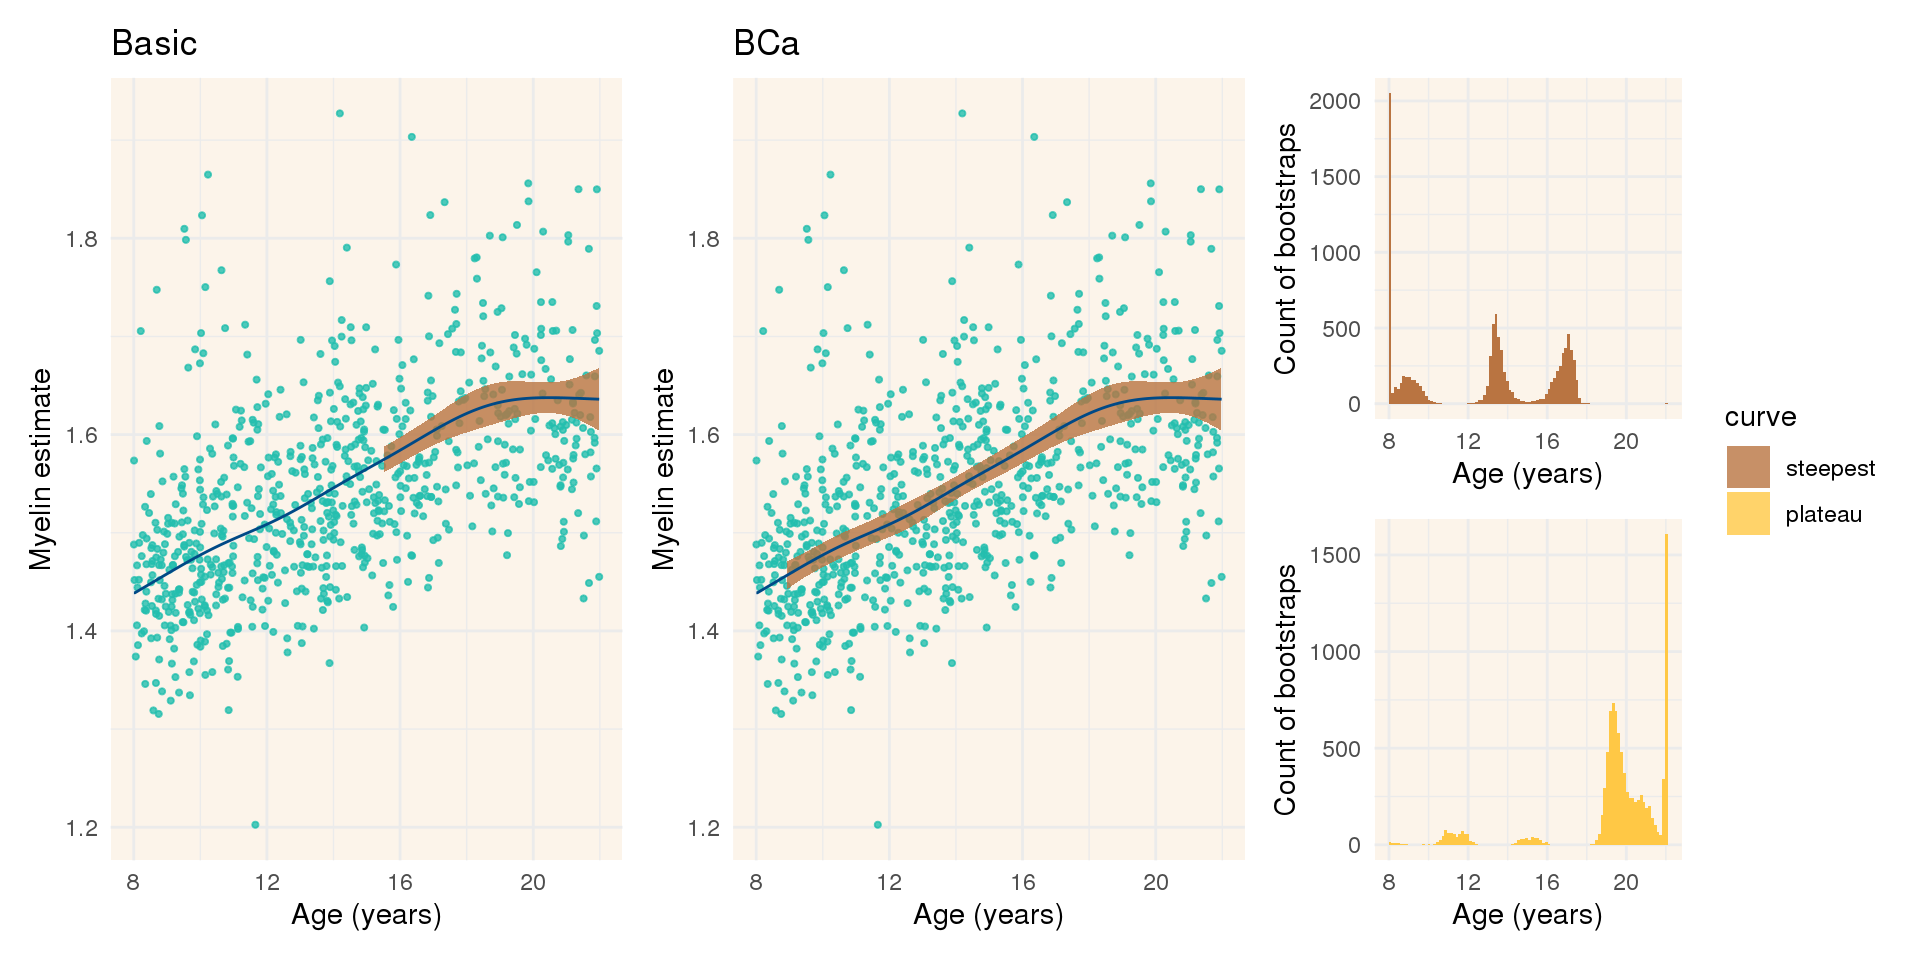 Basic
Myelin estimate
1.8
1.6
1.4
1.2
8 12 16 20
Age (years)
BCa
Myelin estimate
1.8
1.6
1.4
1.2
8 12 16 20
Age (years)
Count of bootstraps
2000
1500
1000
500
0
8 12 16 20
Age (years)
Count of bootstraps
1500
1000
500
0
8 12 16 20
Age (years)
curve
steepest
plateau